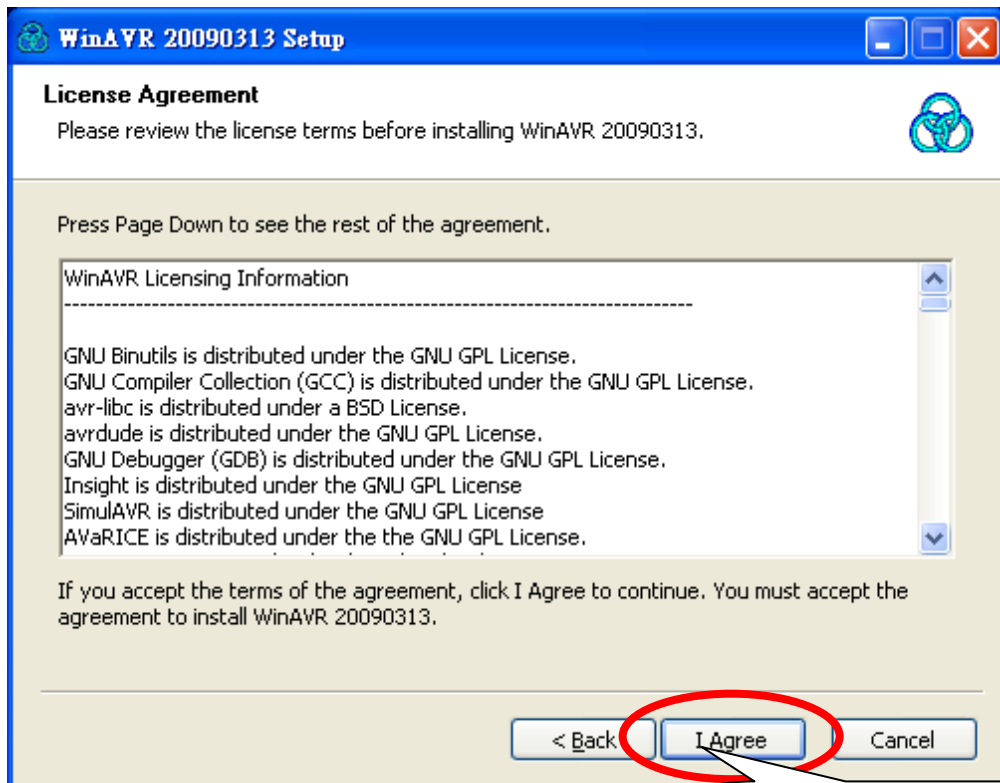 WinAVR 20090313 Setup
License Agreement
Please review the license terms before installing WinAVR 20090313.
Press Page Down to see the rest of the agreement.
WinAVR Licensing Information
-------------------------------------------------------------------------------
GNU Binutils is distributed under the GNU GPL License.
GNU Compiler Collection (GCC) is distributed under the GNU GPL License.
avr-libc is distributed under a BSD License.
avrdude is distributed under the GNU GPL License.
GNU Debugger (GDB) is distributed under the GNU GPL License.
Insight is distributed under the GNU GPL License
SimulAVR is distributed under the GNU GPL License
AVaRICE is distributed under the the GNU GPL License.
If you accept the terms of the agreement, click I Agree to continue. You must accept the
agreement to install WinAVR 20090313.
< Back I Agree Cancel